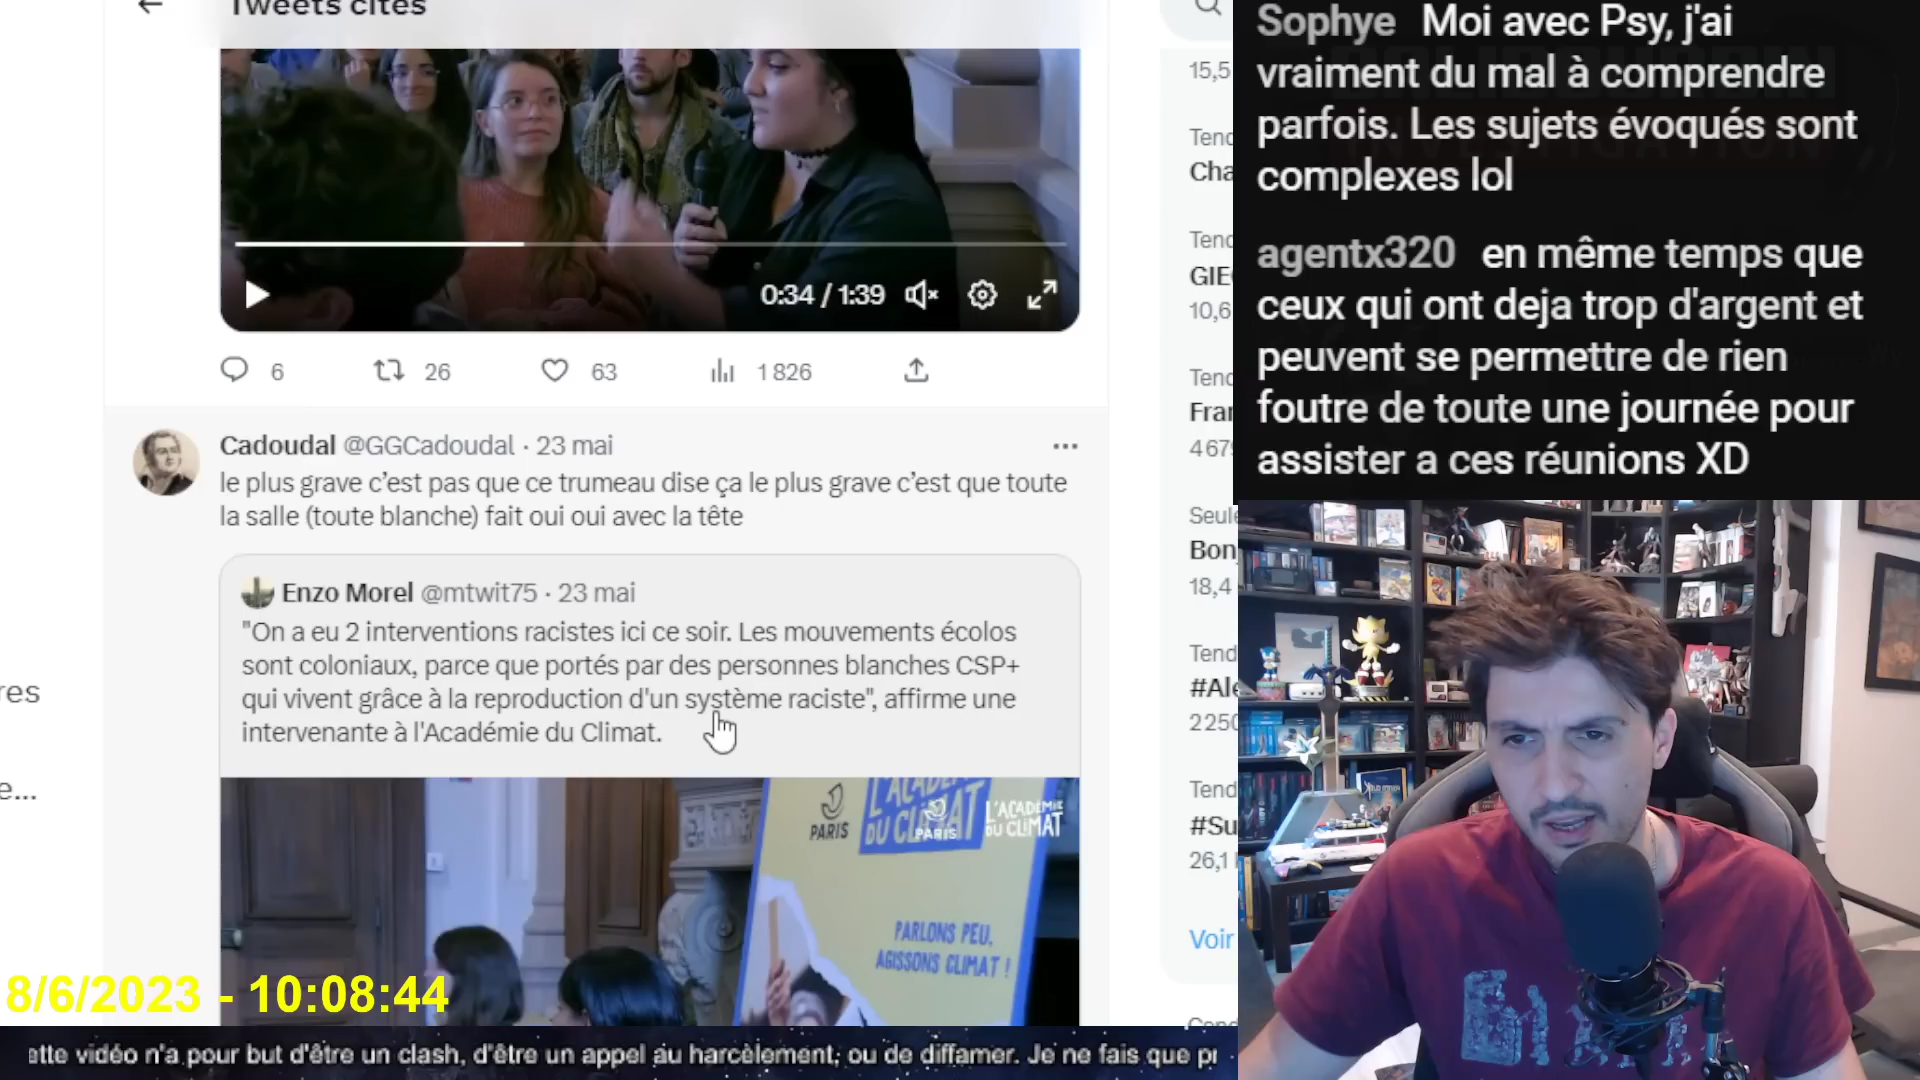 Tweets cités
0:34 / 1:39
6
26
63
1 826
Cadoudal @GGCadoudal · 23 mai
le plus grave c’est pas que ce trumeau dise ça le plus grave c’est que toute
la salle (toute blanche) fait oui oui avec la tête
Enzo Morel @mtwit75 · 23 mai
"On a eu 2 interventions racistes ici ce soir. Les mouvements écolos
sont coloniaux, parce que portés par des personnes blanches CSP+
qui vivent grâce à la reproduction d'un système raciste", affirme une
intervenante à l'Académie du Climat.
PARIS
L'ACADÉMIE
DU CLIMAT
PARIS
L'ACADÉMIE
DU CLIMAT
PARLONS PEU,
AGISSONS CLIMAT !
res
e...
15,5
Tend
Cha
Tend
GIE
10,6
Tend
Fran
4 679
Seule
Bon
18,4
Tend
#Ale
2 250
Tend
#Su
26,1
Voir
Cond
Sophye Moi avec Psy, j'ai
vraiment du mal à comprendre
parfois. Les sujets évoqués sont
complexes lol
agentx320 en même temps que
ceux qui ont deja trop d'argent et
peuvent se permettre de rien
foutre de toute une journée pour
assister a ces réunions XD
8/6/2023 - 10:08:44
ette vidéo n'a pour but d'être un clash, d'être un appel au harcèlement, ou de diffamer. Je ne fais que pr